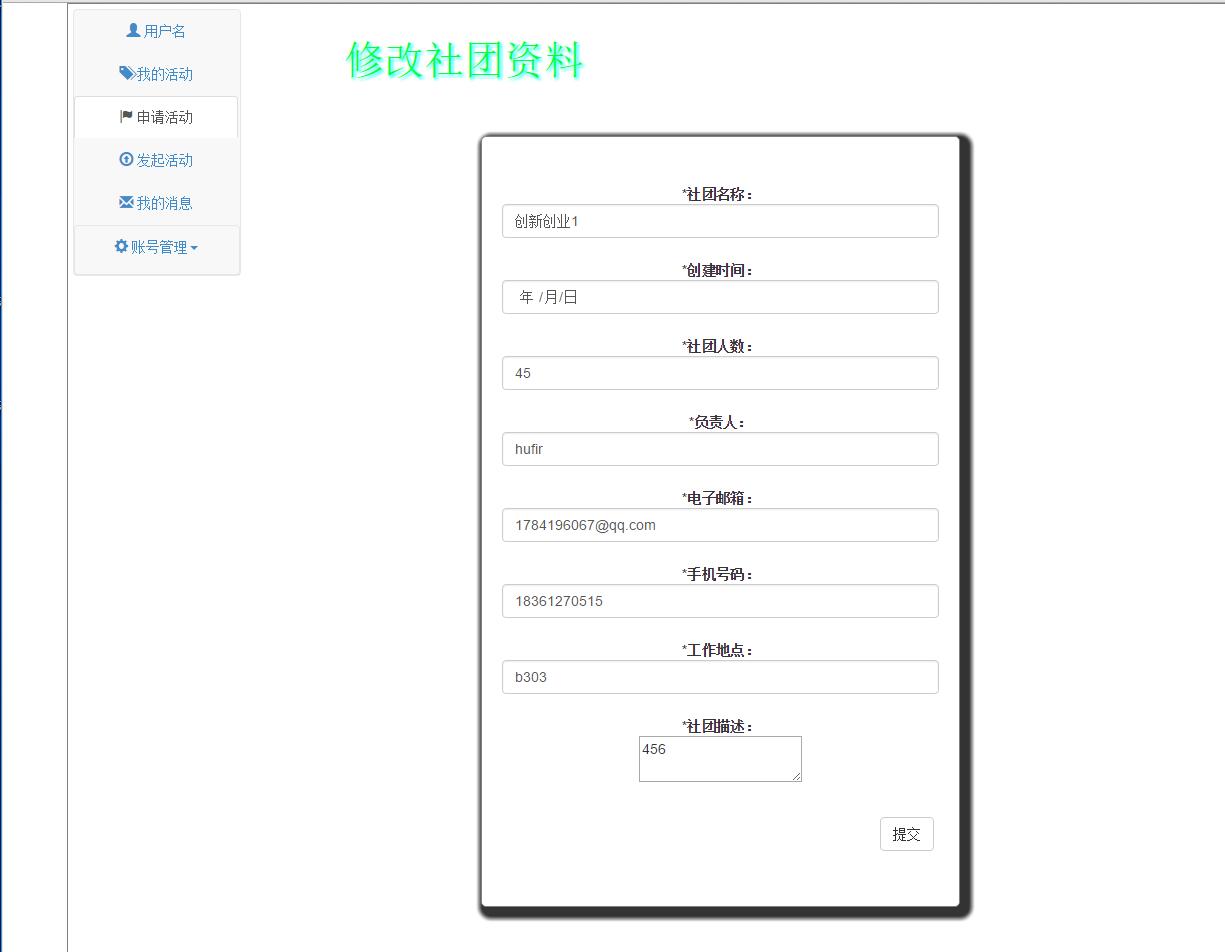 用户名
我的活动
申请活动
发起活动
我的消息
账号管理
修改社团资料
*社团名称：
创新创业1
*创建时间：
年 /月/日
*社团人数：
45
*负责人：
hufir
*电子邮箱：
1784196067@qq.com
*手机号码：
18361270515
*工作地点：
b303
*社团描述：
456
提交